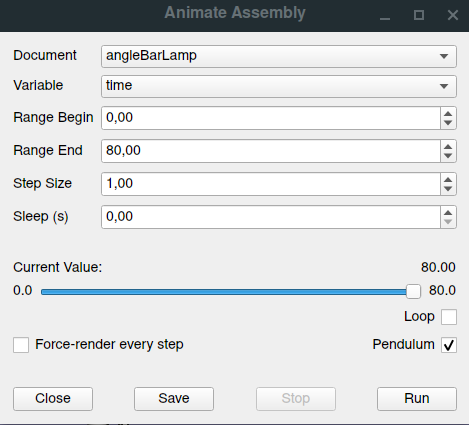 Animate Assembly
Document angleBarLamp
Variable time
Range Begin 0,00
Range End 80,00
Step Size 1,00
Sleep (s) 0,00
Current Value: 80.00
0.0 80.0
Loop
Force-render every step Pendulum
Close Save Stop Run